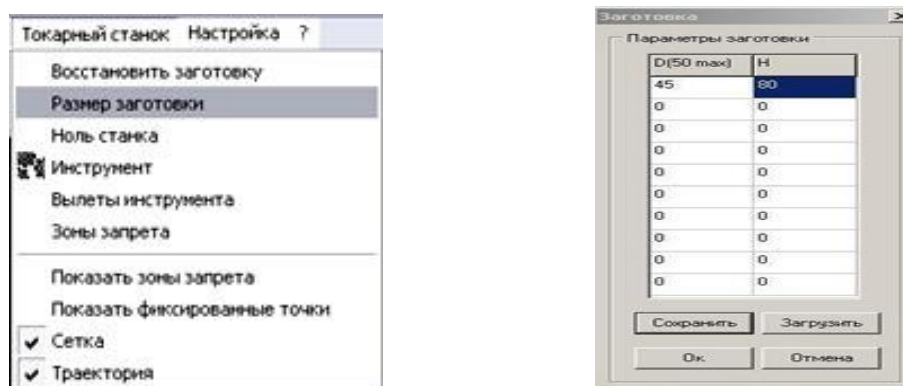 Токарный станок Настройка ?
Восстановить заготовку
Размер заготовки
Ноль станка
Инструмент
Вылеты инструмента
Зоны запрета
Показать зоны запрета
Показать фиксированные точки
Сетка
Траектория
Заготовка
Параметры заготовки
D(50 max) H
45 80
0 0
0 0
0 0
0 0
0 0
0 0
0 0
0 0
0 0
Сохранить Загрузить
Ок Отмена